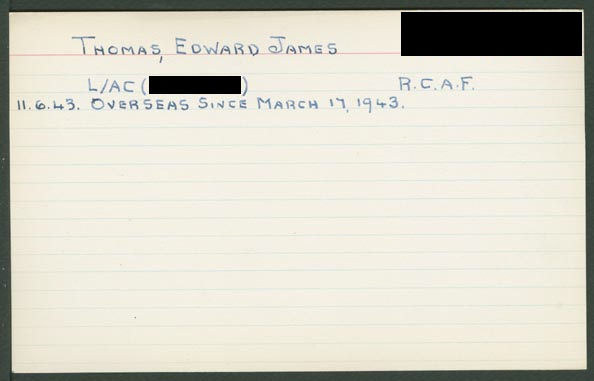 THOMAS, EDWARD JAMES
L/AC ( ) R.C.A.F.
11.6.43. OVERSEAS SINCE MARCH 17, 1943.